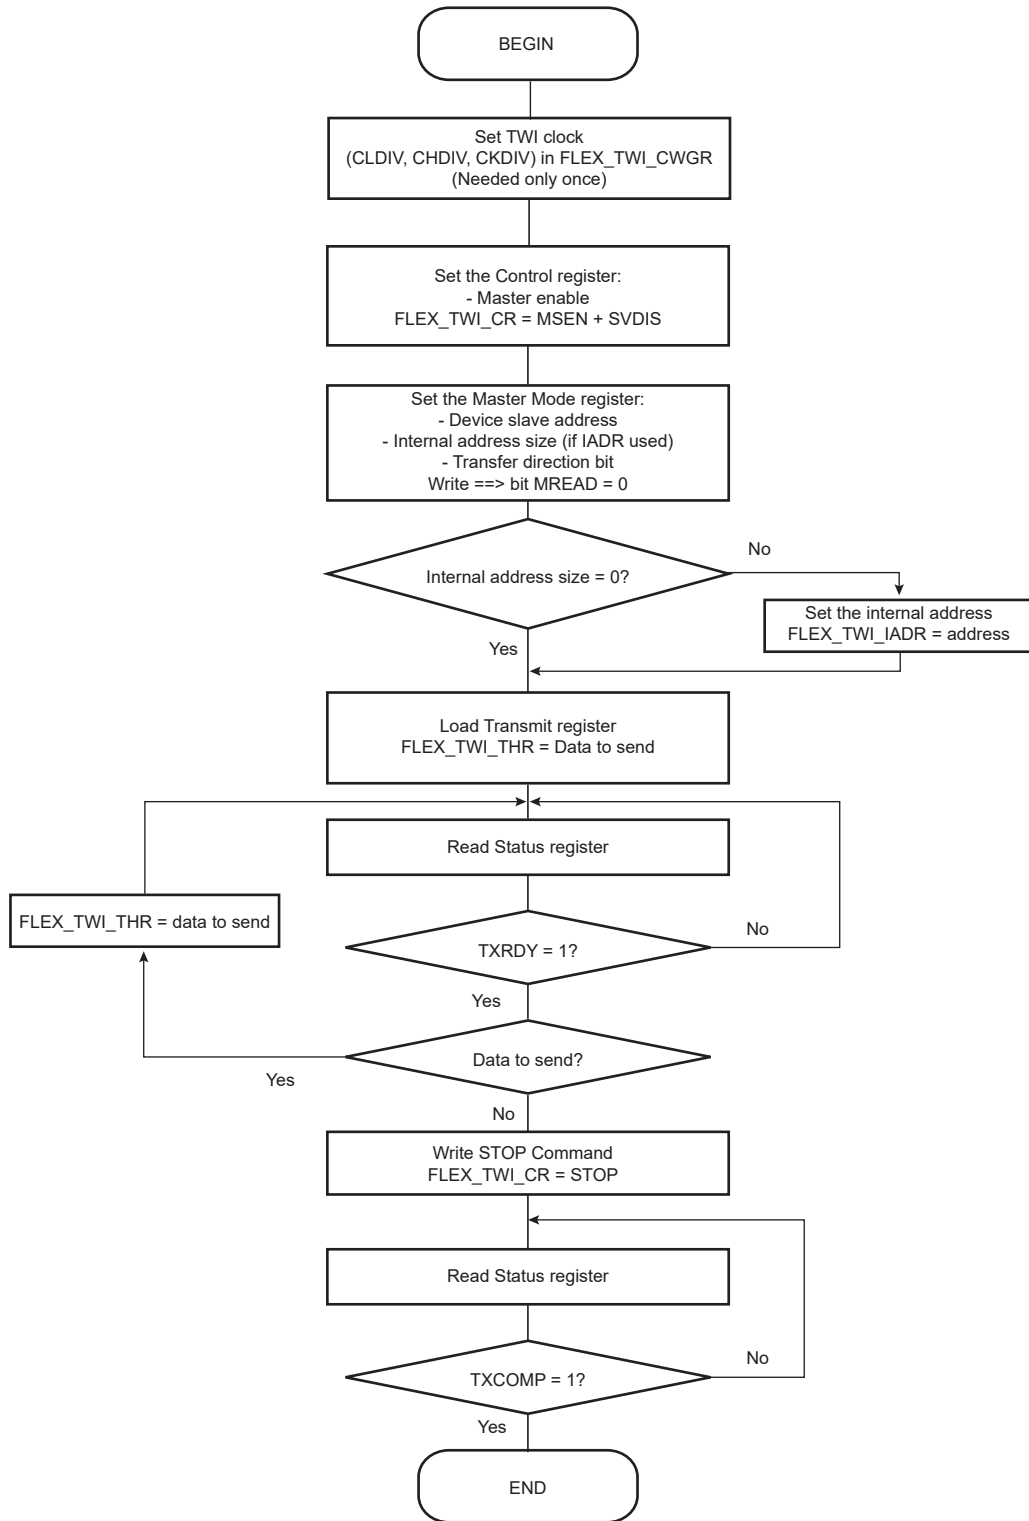 BEGIN
Set TWI clock
(CLDIV, CHDIV, CKDIV) in FLEX_TWI_CWGR
(Needed only once)
Set the Control register:
- Master enable
FLEX_TWI_CR = MSEN + SVDIS
Set the Master Mode register:
- Device slave address
- Internal address size (if IADR used)
- Transfer direction bit
Write ==> bit MREAD = 0
No
Internal address size = 0?
Set the internal address
FLEX_TWI_IADR = address
Yes
Load Transmit register
FLEX_TWI_THR = Data to send
Read Status register
FLEX_TWI_THR = data to send
No
TXRDY = 1?
Yes
Data to send?
Yes
No
Write STOP Command
FLEX_TWI_CR = STOP
Read Status register
No
TXCOMP = 1?
Yes
END